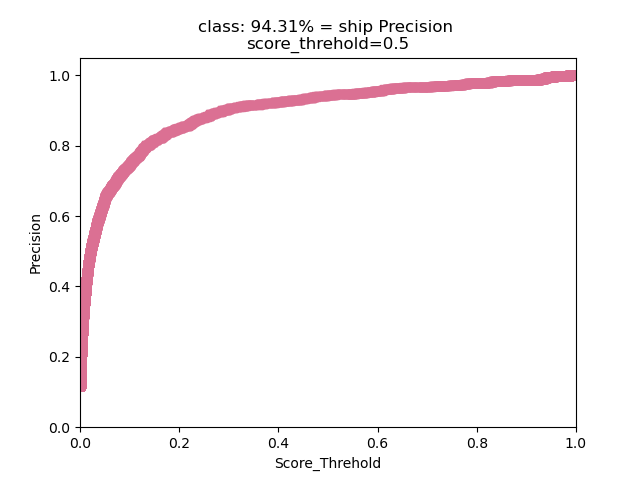 class: 94.31% = ship Precision
score_threhold=0.5
1.0
0.8
0.6
0.4
0.2
0.0
Precision
0.0 0.2 0.4 0.6 0.8 1.0
Score_Threhold